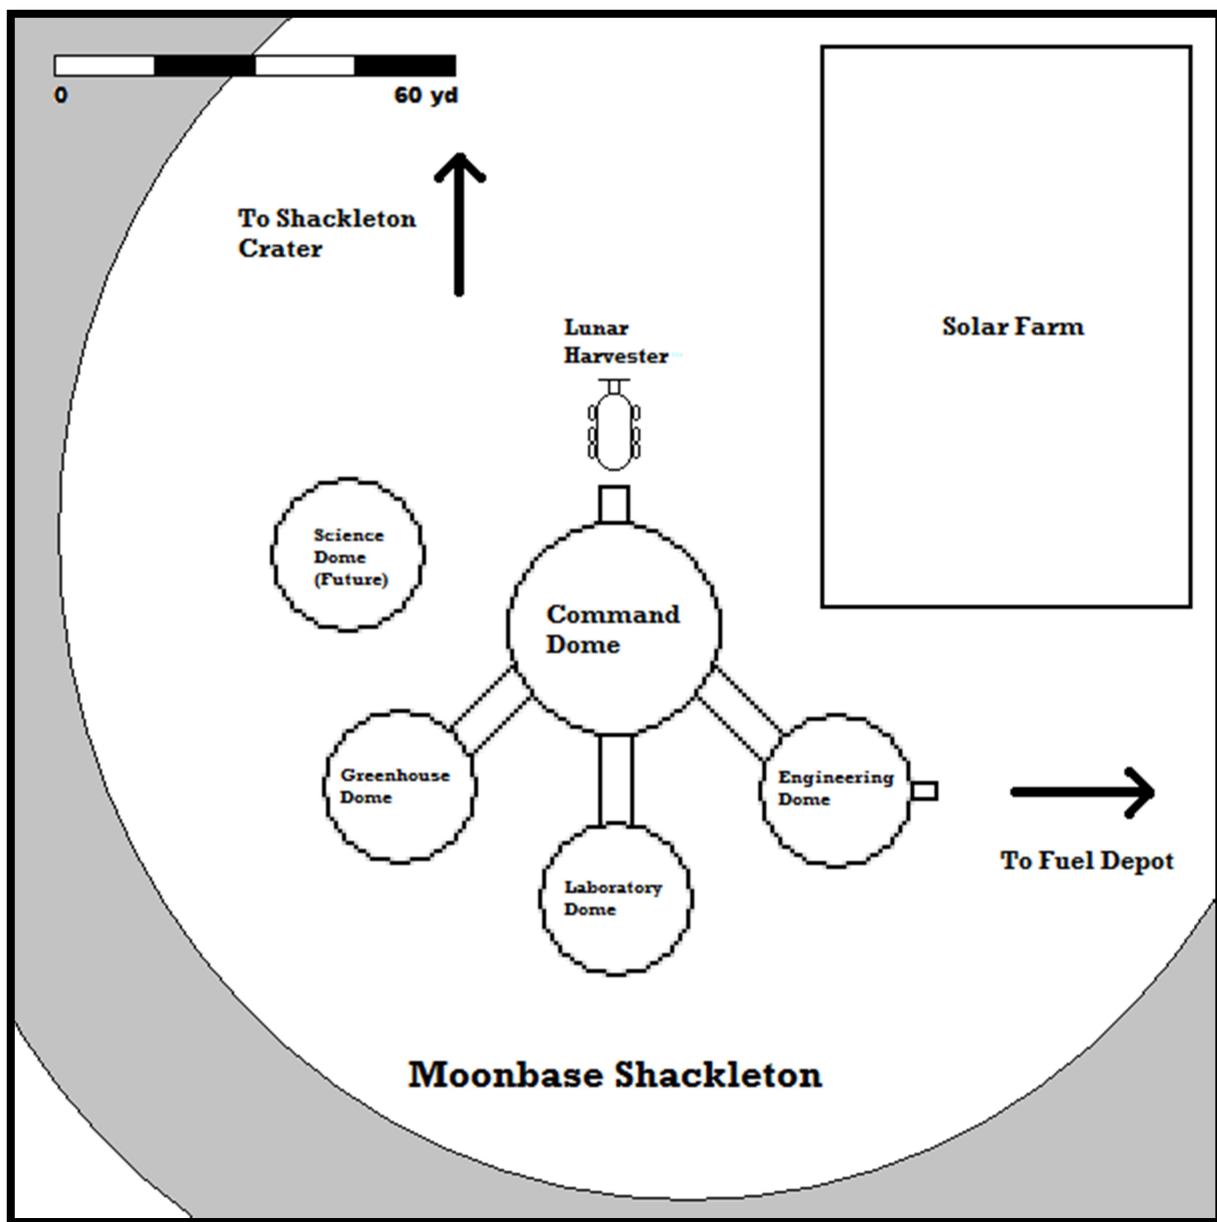 0
60 yd
To Shackleton
Crater
Lunar
Harvester
Solar Farm
Science
Dome
(Future)
Command
Dome
Greenhouse
Dome
Engineering
Dome
To Fuel Depot
Laboratory
Dome
Moonbase Shackleton